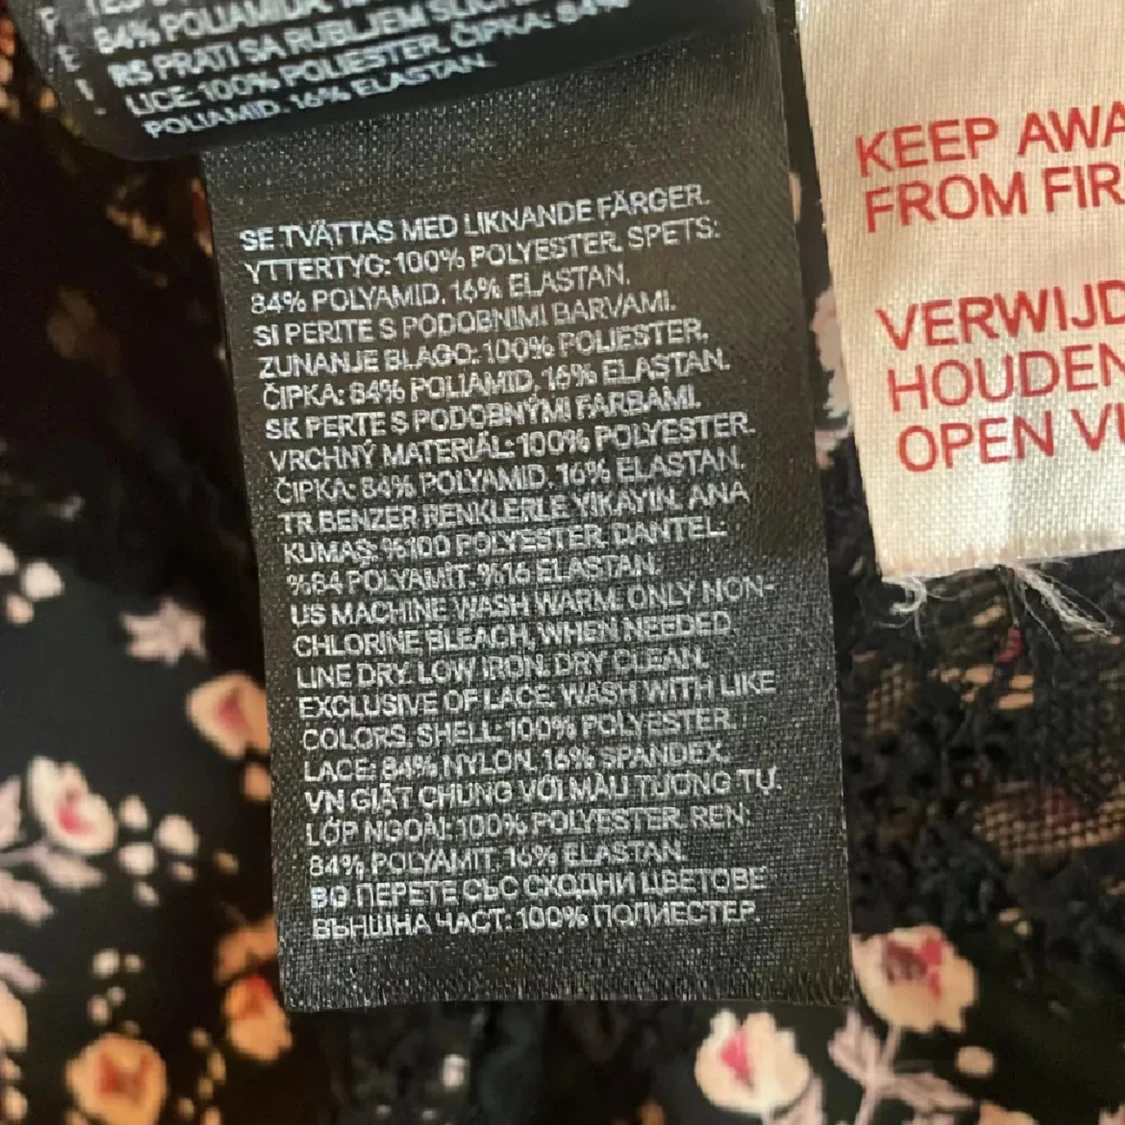 84% POLIAMIDA.
RS PRATI SA RUBLJEM SLIČNE
LICE: 100% POLIESTER. ČIPKA: 84%
POLIAMID. 16% ELASTAN.
SE TVÄTTAS MED LIKNANDE FÄRGER.
YTTERTYG: 100% POLYESTER. SPETS:
84% POLYAMID. 16% ELASTAN.
SI PERITE S PODOBNIMI BARVAMI.
ZUNANJE BLAGO: 100% POLIESTER.
ČIPKA: 84% POLIAMID. 16% ELASTAN.
SK PERTE S PODOBNÝMI FARBAMI.
VRCHNÝ MATERIÁL: 100% POLYESTER.
ČIPKA: 84% POLYAMID. 16% ELASTAN.
TR BENZER RENKLERLE YIKAYIN. ANA
KUMAŞ: %100 POLYESTER. DANTEL:
%84 POLYAMİT. %16 ELASTAN.
US MACHINE WASH WARM. ONLY NON-
CHLORINE BLEACH, WHEN NEEDED.
LINE DRY. LOW IRON. DRY CLEAN.
EXCLUSIVE OF LACE. WASH WITH LIKE
COLORS. SHELL: 100% POLYESTER.
LACE: 84% NYLON. 16% SPANDEX.
VN GIẶT CHUNG VỚI MÀU TƯƠNG TỰ.
LỚP NGOÀI: 100% POLYESTER. REN:
84% POLYAMIT. 16% ELASTAN.
BG ПЕРЕТЕ СЪС СХОДНИ ЦВЕТОВЕ
ВЪНШНА ЧАСТ: 100% ПОЛИЕСТЕР.
KEEP AWA
FROM FIR
VERWIJD
HOUDEN
OPEN VU